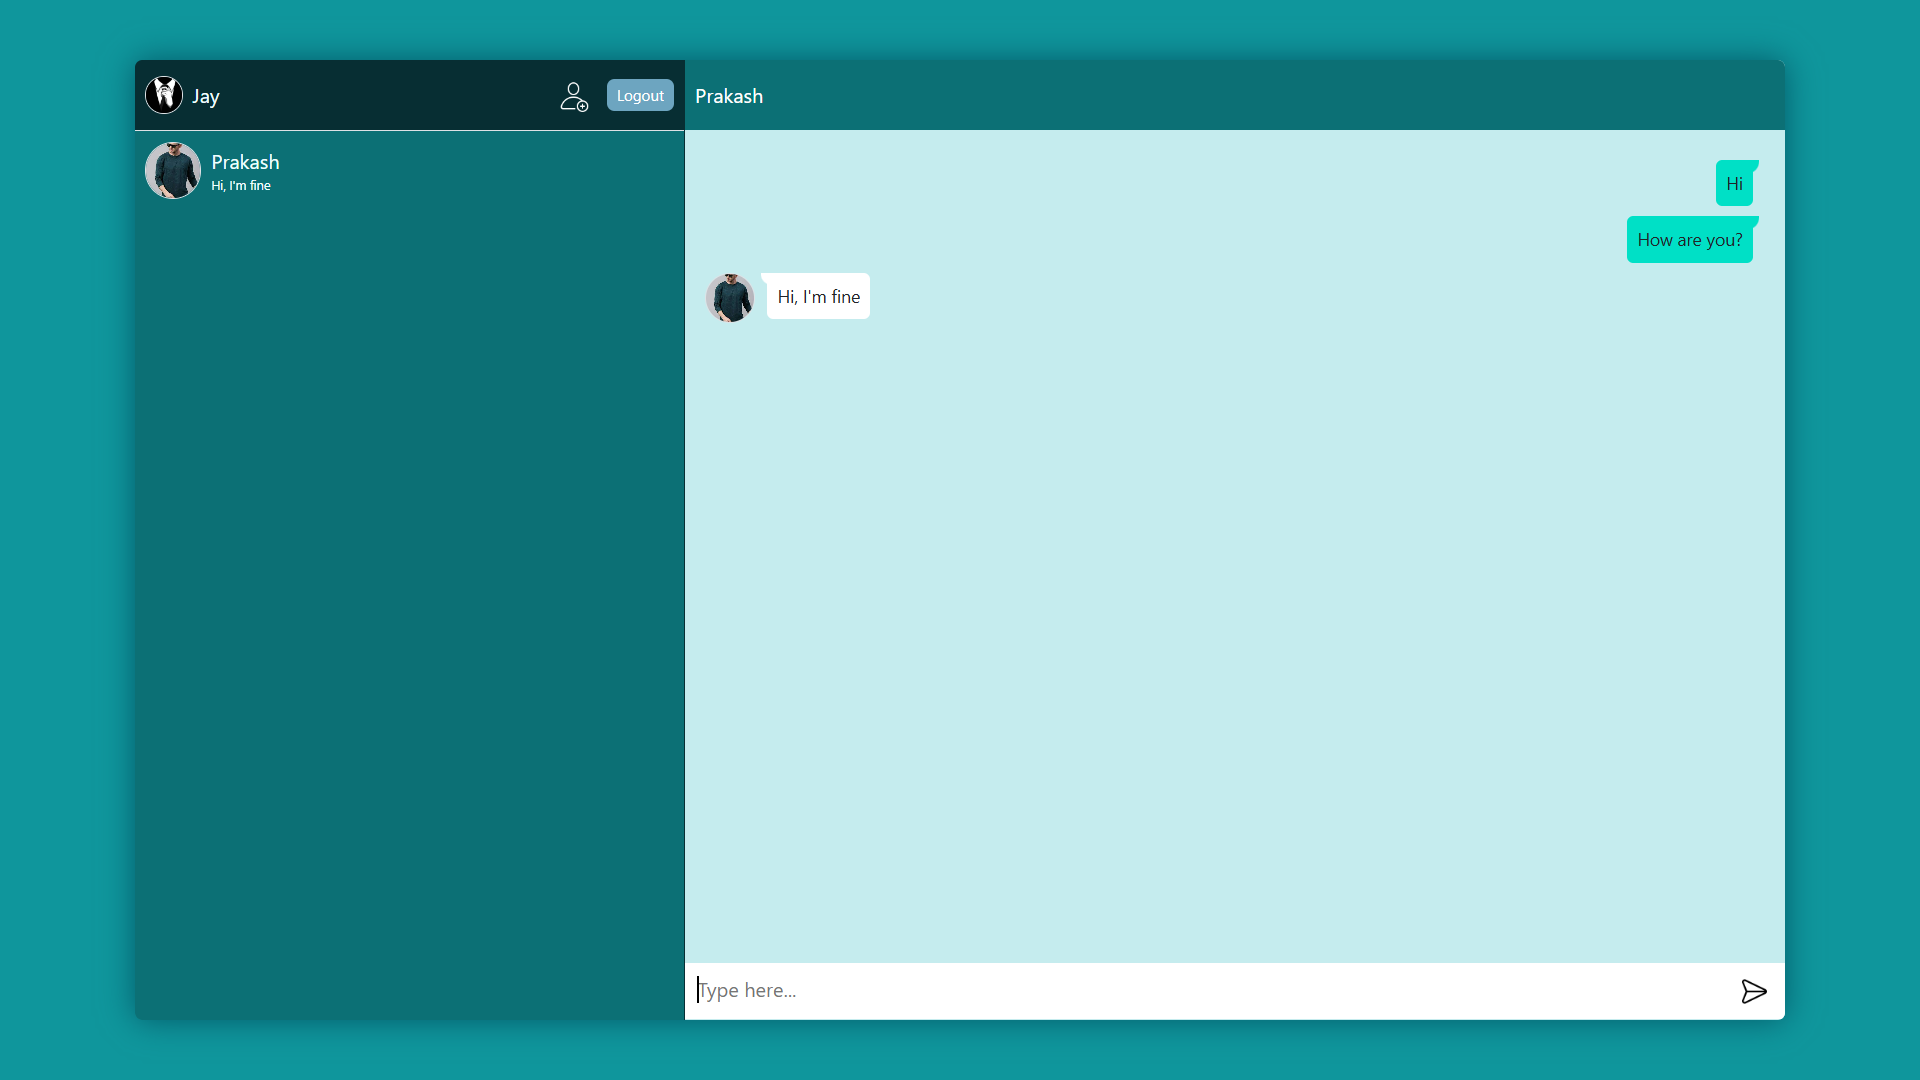 Jay
Logout
Prakash
Prakash
Hi, I'm fine
Hi
How are you?
Hi, I'm fine
Type here...